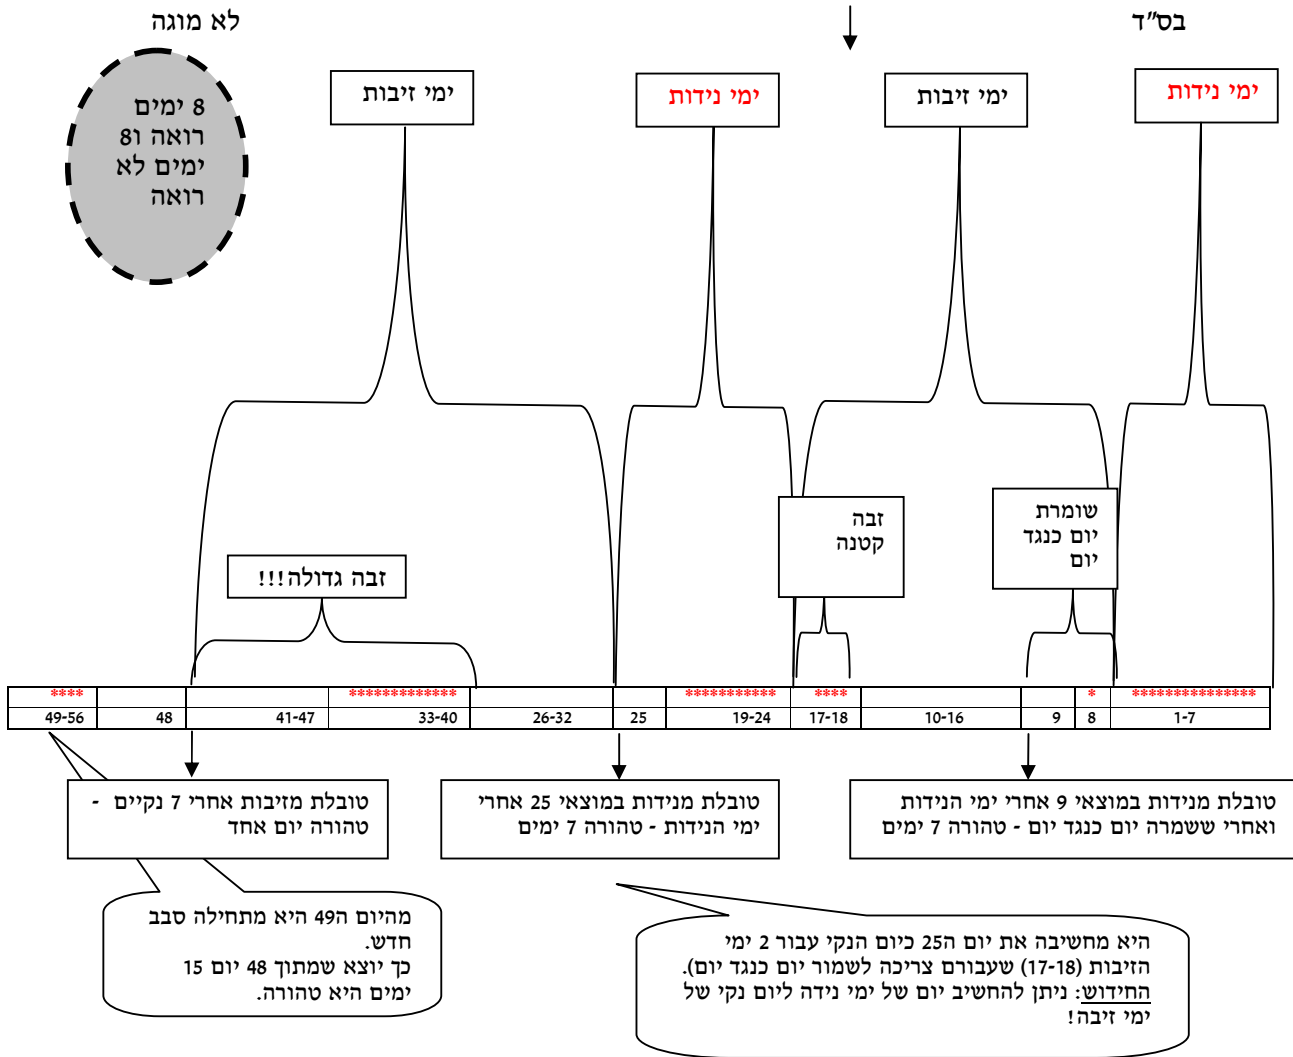 בס"ד
לא מוגה
ימי נידות
ימי זיבות
ימי נידות
ימי זיבות
8 ימים
רואה ו8
ימים לא
רואה
שומרת
יום כנגד
יום
זבה
קטנה
זבה גדולה!!!
*************** * **** *********** ************* ****
1-7 8 9 10-16 17-18 19-24 25 26-32 33-40 41-47 48 49-56
טובלת מנידות במוצאי 9 אחרי ימי הנידות
ואחרי ששמרה יום כנגד יום - טהורה 7 ימים
טובלת מנידות במוצאי 25 אחרי
ימי הנידות - טהורה 7 ימים
טובלת מזיבות אחרי 7 נקיים -
טהורה יום אחד
היא מחשיבה את יום ה25 כיום הנקי עבור 2 ימי
הזיבות (17-18) שעבורם צריכה לשמור יום כנגד יום).
החידוש: ניתן להחשיב יום של ימי נידה ליום נקי של
ימי זיבה!
מהיום ה49 היא מתחילה סבב
חדש.
כך יוצא שמתוך 48 יום 15
ימים היא טהורה.